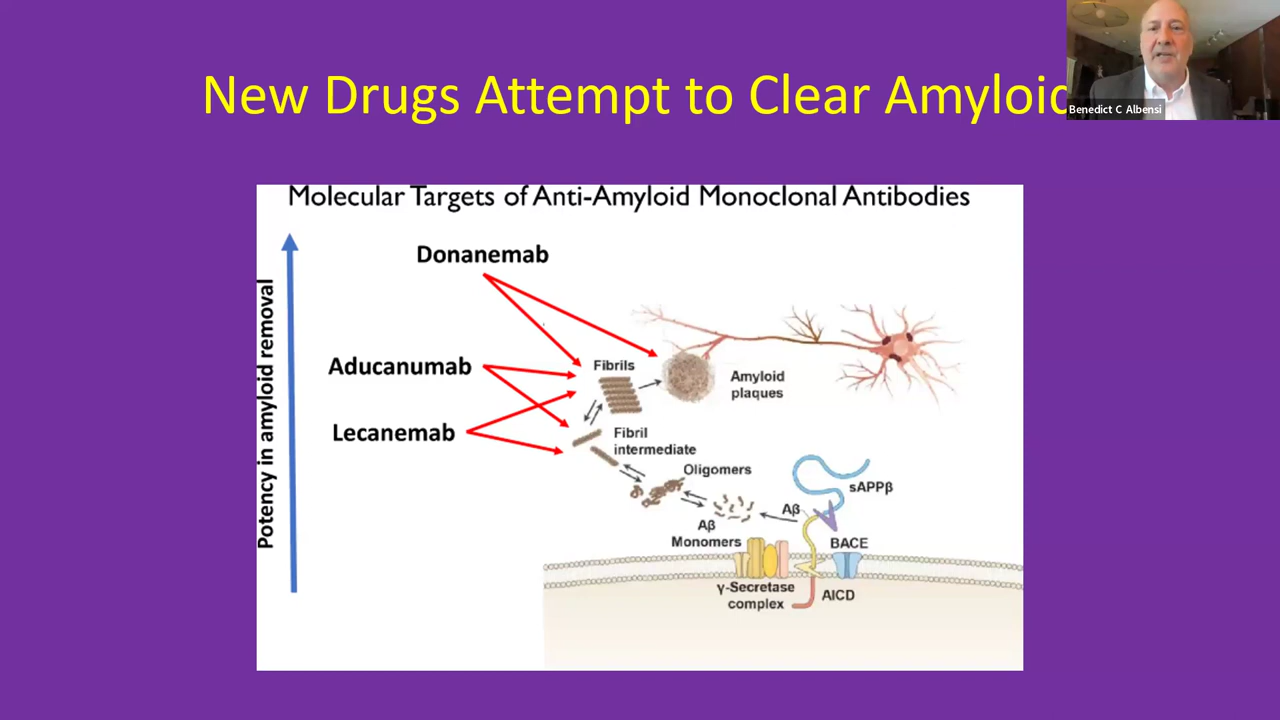 New Drugs Attempt to Clear Amyloid
Benedict C Albensi
Molecular Targets of Anti-Amyloid Monoclonal Antibodies
Potency in amyloid removal
Donanemab
Aducanumab
Lecanemab
Fibrils
Amyloid
plaques
Fibril
intermediate
Oligomers
sAPPβ
Aβ
Aβ
Monomers
BACE
γ-Secretase
complex
AICD